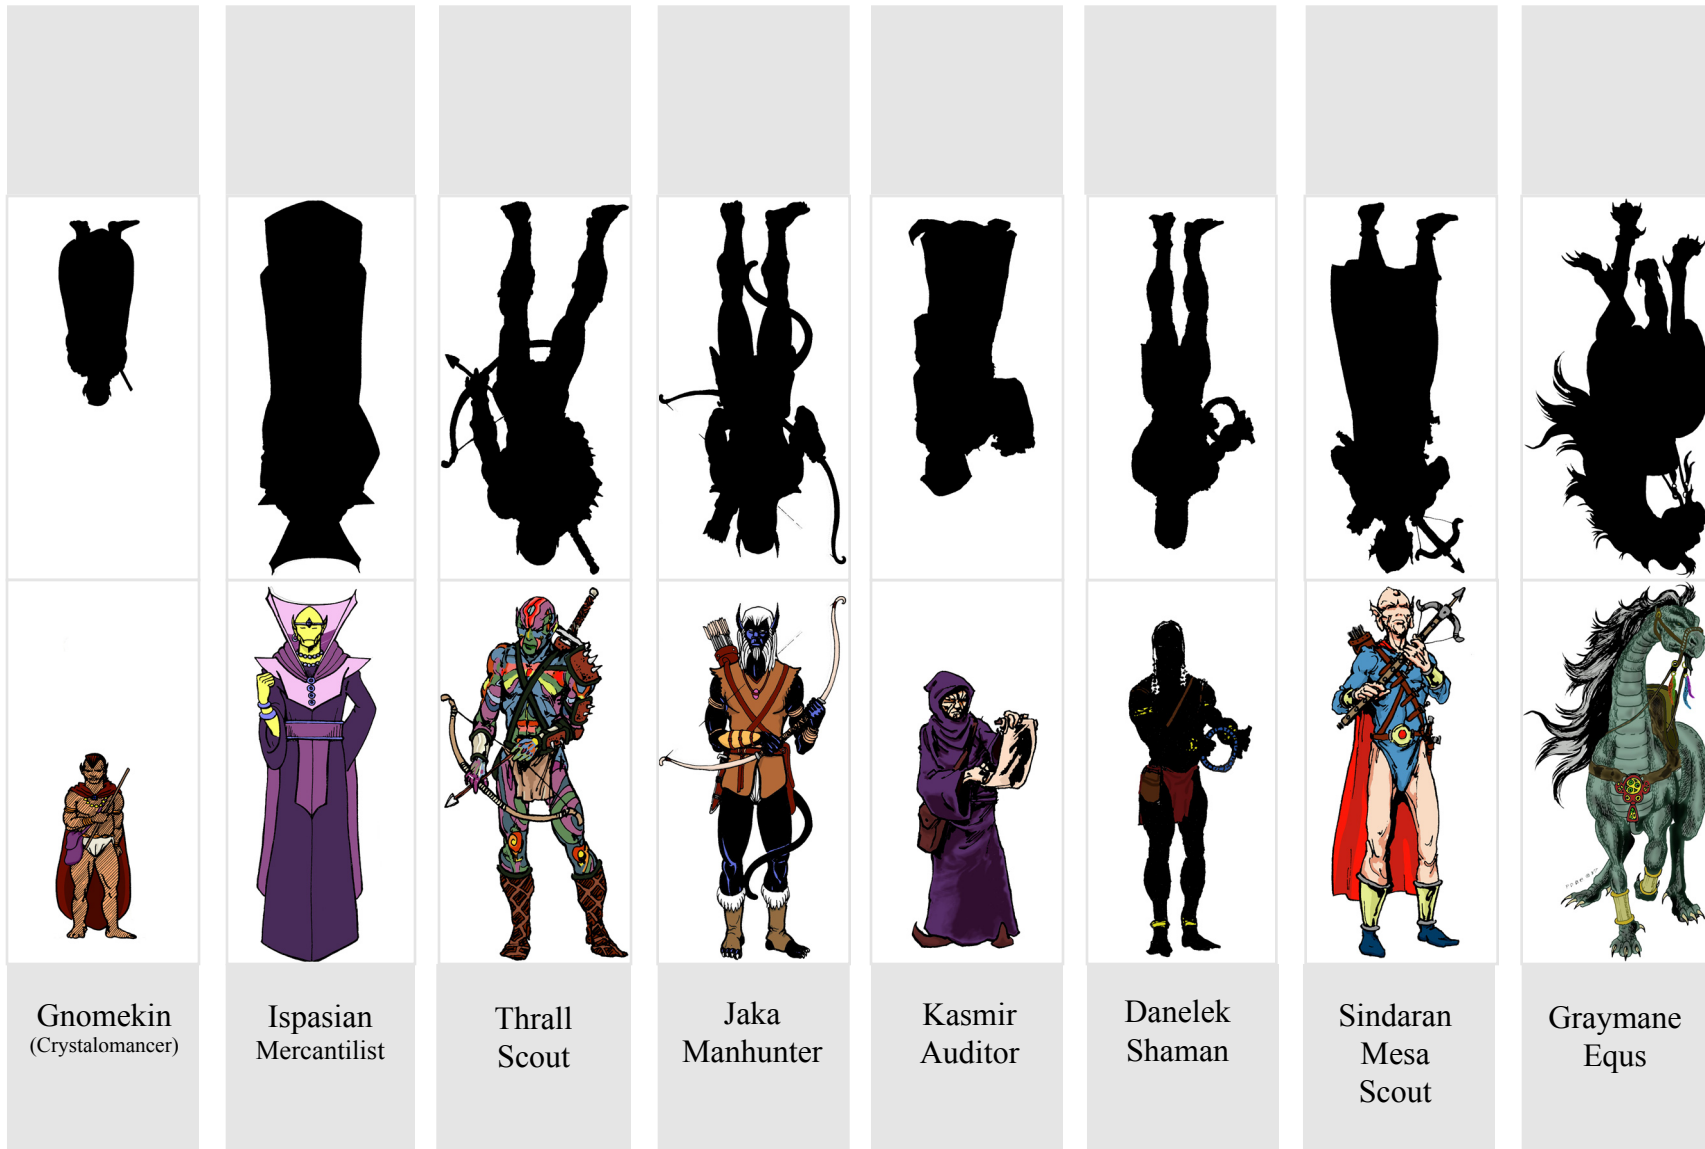 Gnomekin
(Crystalomancer)
Ispasian
Mercantilist
Thrall
Scout
Jaka
Manhunter
Kasmir
Auditor
Danelek
Shaman
Sindaran
Mesa
Scout
Graymane
Equs